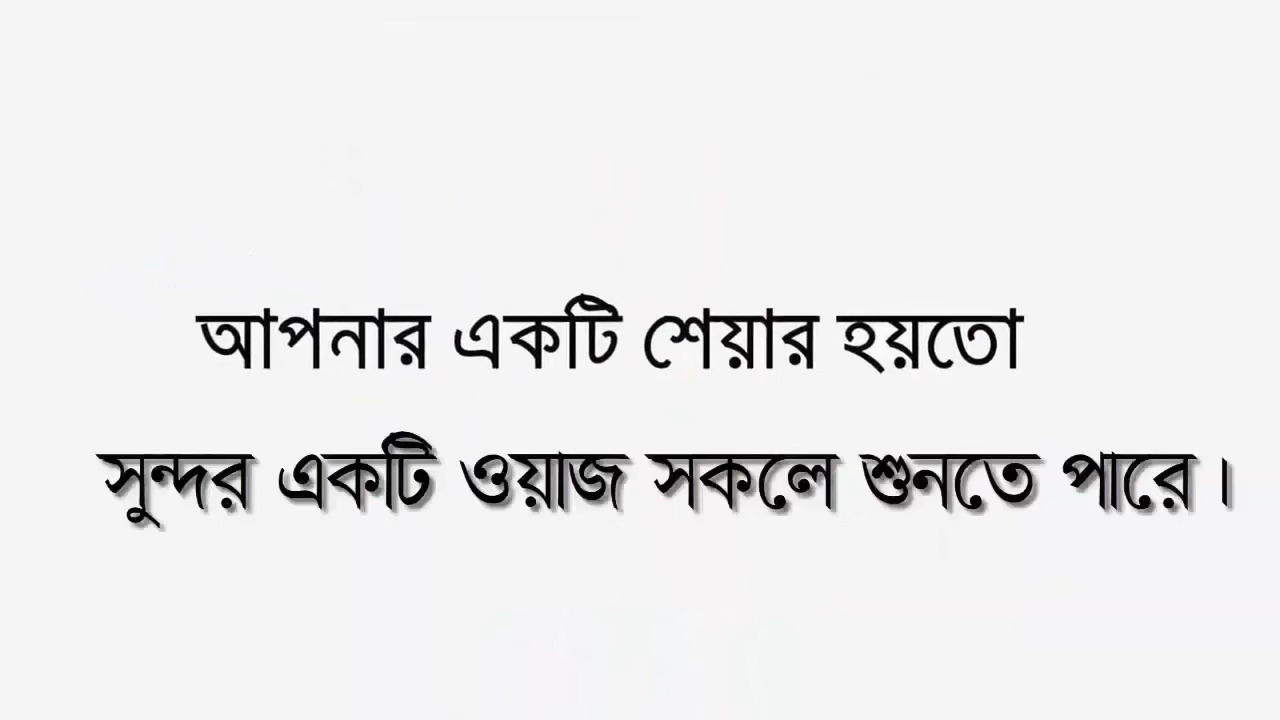 আপনার একটি শেয়ার হয়তো
সুন্দর একটি ওয়াজ সকলে শুনতে পারে।